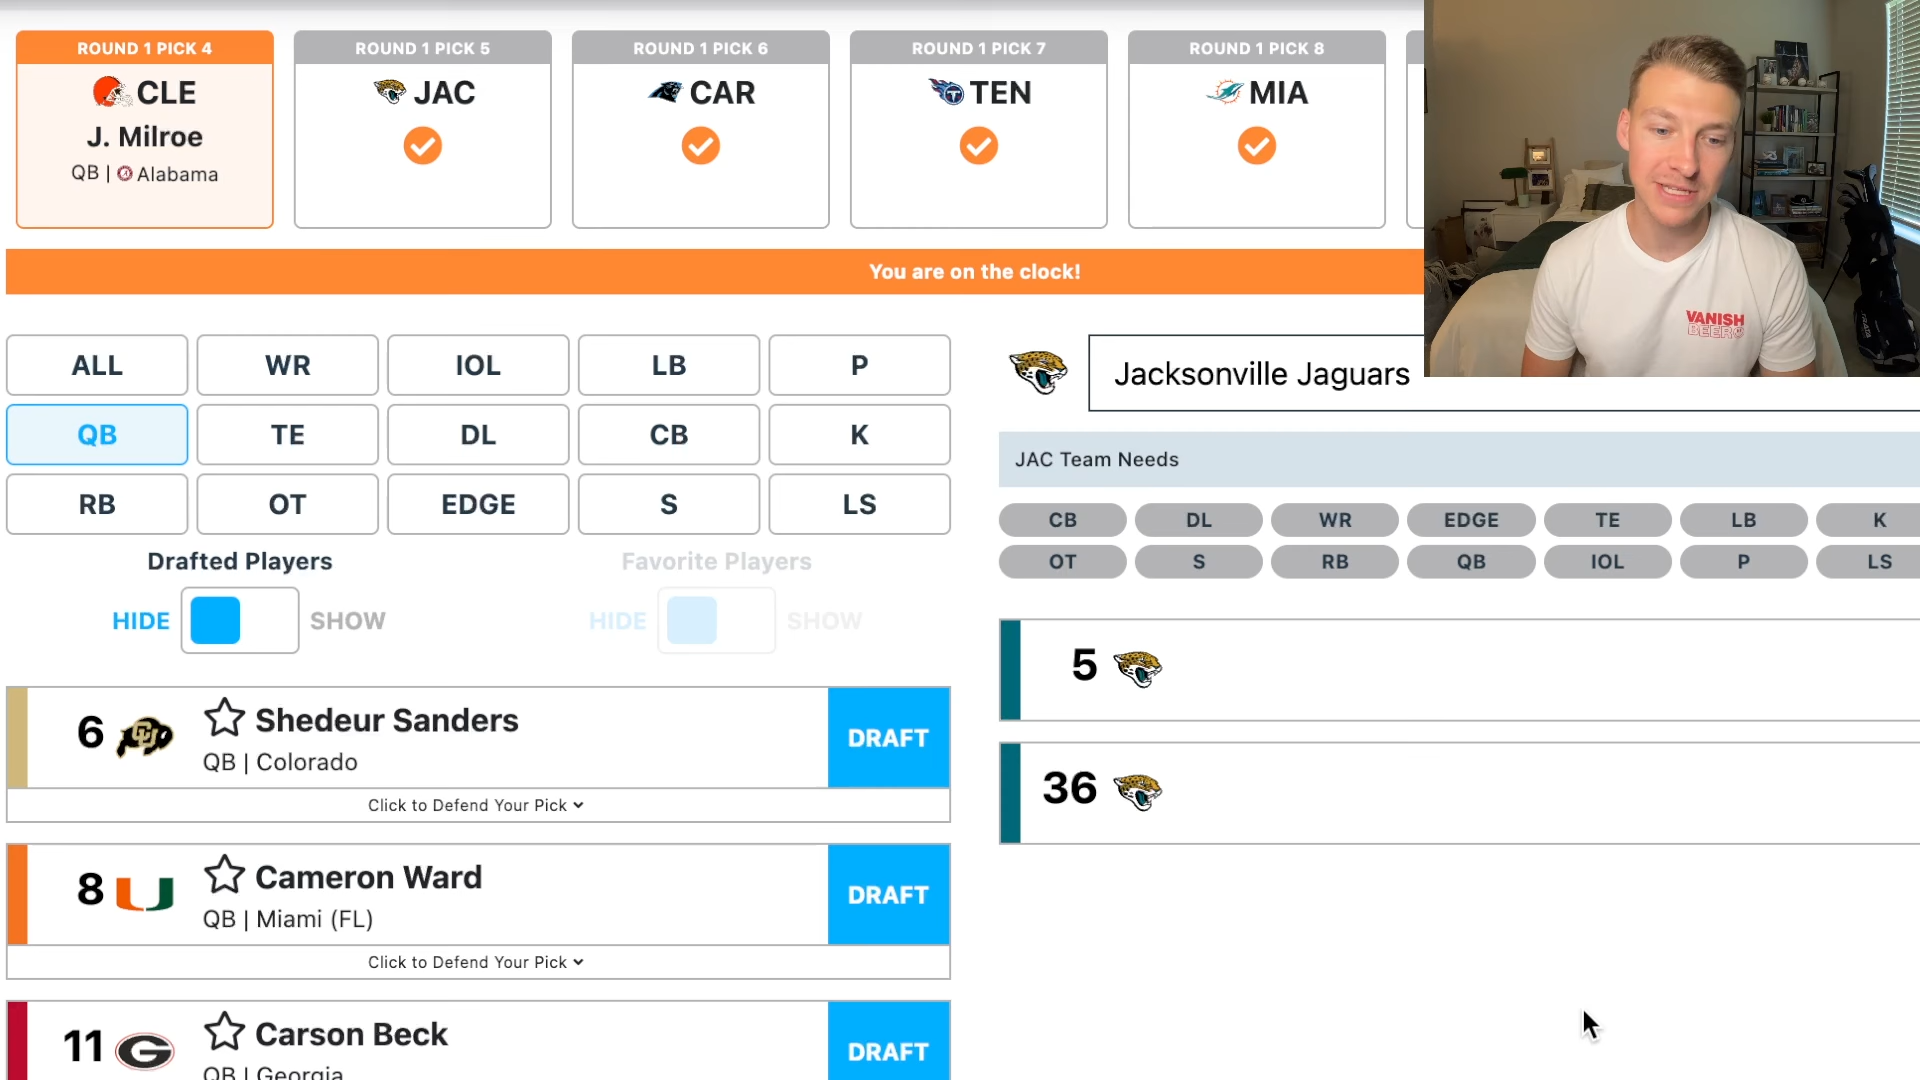 ROUND 1 PICK 4
CLE
J. Milroe
QB | Alabama
ROUND 1 PICK 5
JAC
ROUND 1 PICK 6
CAR
ROUND 1 PICK 7
TEN
ROUND 1 PICK 8
MIA
You are on the clock!
VANISH
BEER
ALL WR IOL LB P
QB TE DL CB K
RB OT EDGE S LS
Drafted Players
HIDE SHOW
Favorite Players
HIDE SHOW
6 Shedeur Sanders DRAFT
QB | Colorado
Click to Defend Your Pick
8 Cameron Ward DRAFT
QB | Miami (FL)
Click to Defend Your Pick
11 Carson Beck DRAFT
QB | Georgia
Jacksonville Jaguars
JAC Team Needs
CB DL WR EDGE TE LB K
OT S RB QB IOL P LS
5
36